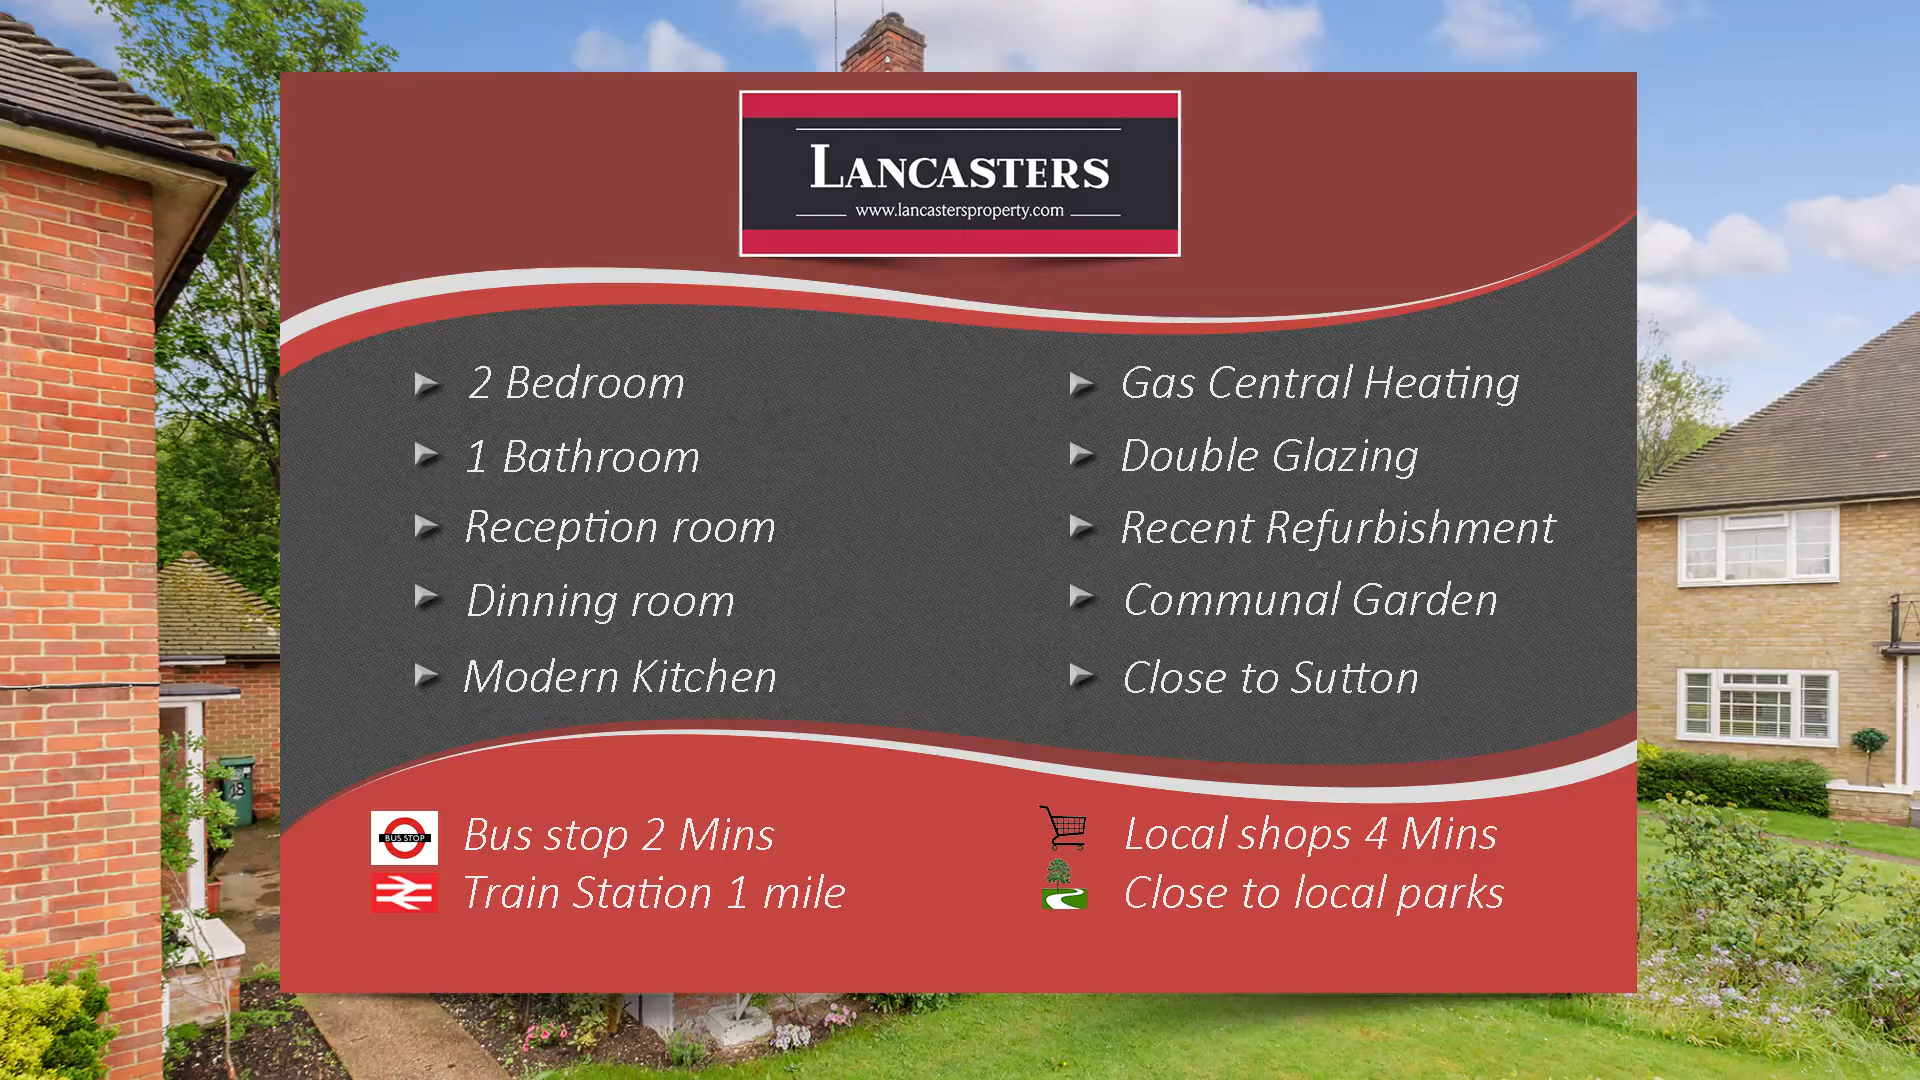 LANCASTERS
www.lancastersproperty.com
2 Bedroom
1 Bathroom
Reception room
Dinning room
Modern Kitchen
Gas Central Heating
Double Glazing
Recent Refurbishment
Communal Garden
Close to Sutton
BUS STOP
Bus stop 2 Mins
Train Station 1 mile
Local shops 4 Mins
Close to local parks
18